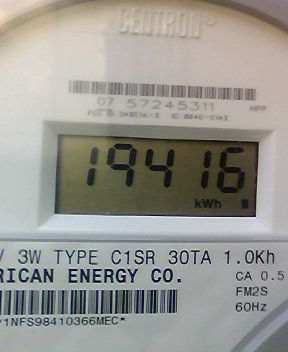 CENTRON®
07 57245311 MPP
19416
kWh
V 3W TYPE C1SR 30TA 1.0Kh
RICAN ENERGY CO. CA 0.5
FM2S
60Hz
*1NFS98410366MEC*